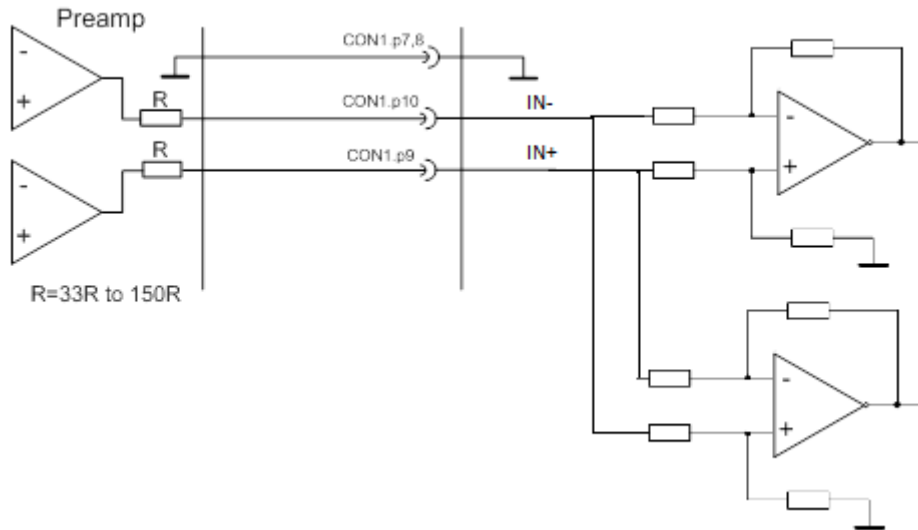 Preamp
CON1.p7,8
-
+
R
CON1.p10
IN-
-
+
R
CON1.p9
IN+
-
+
R=33R to 150R
-
+